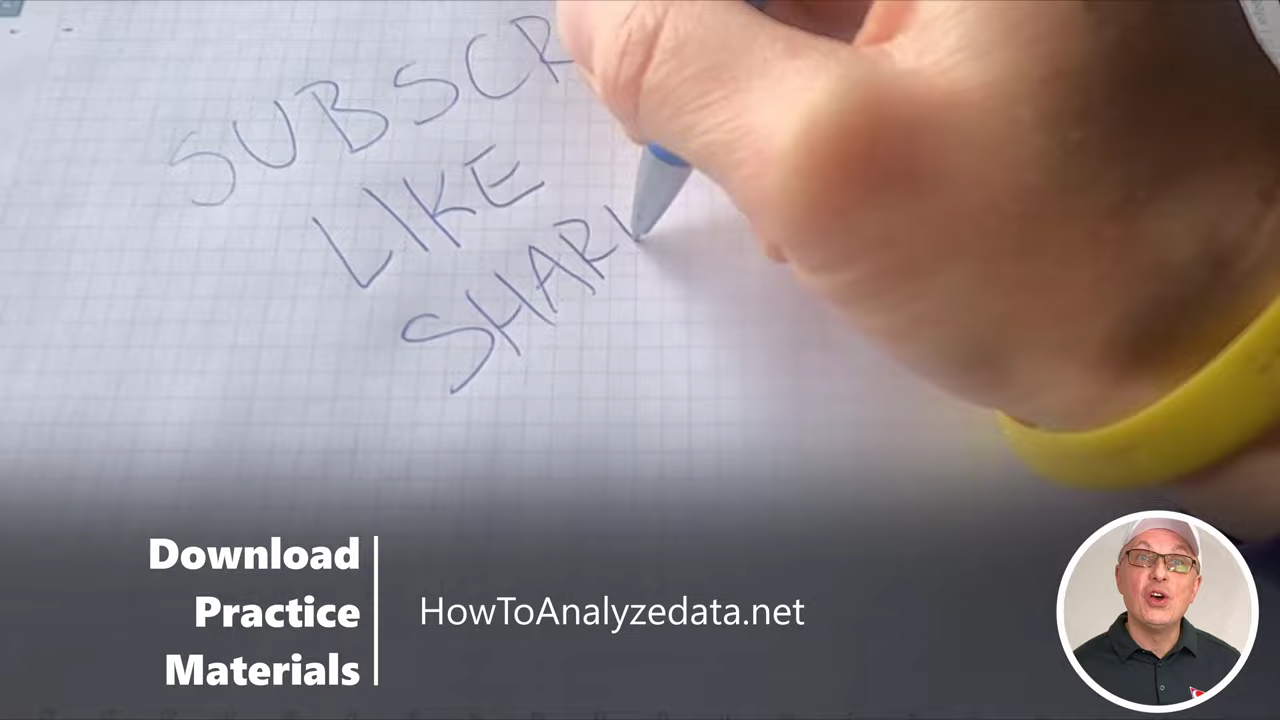 SUBSCR
LIKE
SHAR
Download
Practice
Materials
HowToAnalyzedata.net